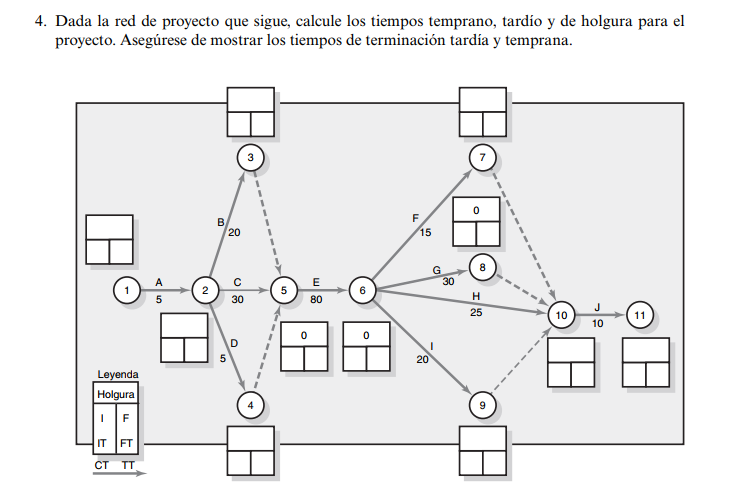 4. Dada la red de proyecto que sigue, calcule los tiempos temprano, tardío y de holgura para el
proyecto. Asegúrese de mostrar los tiempos de terminación tardía y temprana.
3
7
B
20
F
15
0
1
A
5
2
C
30
5
E
80
6
G
30
8
H
25
10
J
10
11
D
5
0
0
I
20
4
9
Leyenda
Holgura
I F
IT FT
CT TT